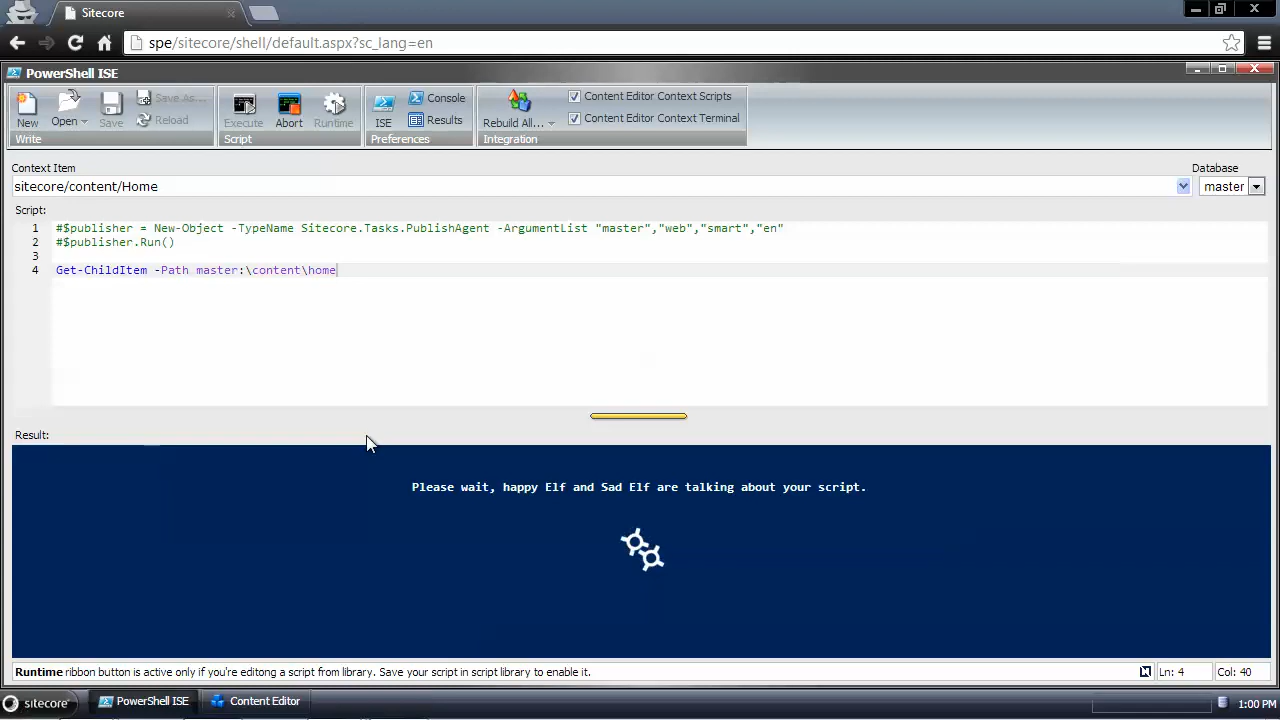 Sitecore
spe/sitecore/shell/default.aspx?sc_lang=en
PowerShell ISE
New
Open
Save
Save As...
Reload
Write
Execute
Abort
Runtime
Script
ISE
Console
Results
Preferences
Rebuild All...
Content Editor Context Scripts
Content Editor Context Terminal
Integration
Context Item
Database
sitecore/content/Home
master
Script:
1 #$publisher = New-Object -TypeName Sitecore.Tasks.PublishAgent -ArgumentList "master","web","smart","en"
2 #$publisher.Run()
3
4 Get-ChildItem -Path master:\content\home
Result:
Please wait, happy Elf and Sad Elf are talking about your script.
Runtime ribbon button is active only if you're editong a script from library. Save your script in script library to enable it.
Ln: 4
Col: 40
sitecore
PowerShell ISE
Content Editor
1:00 PM